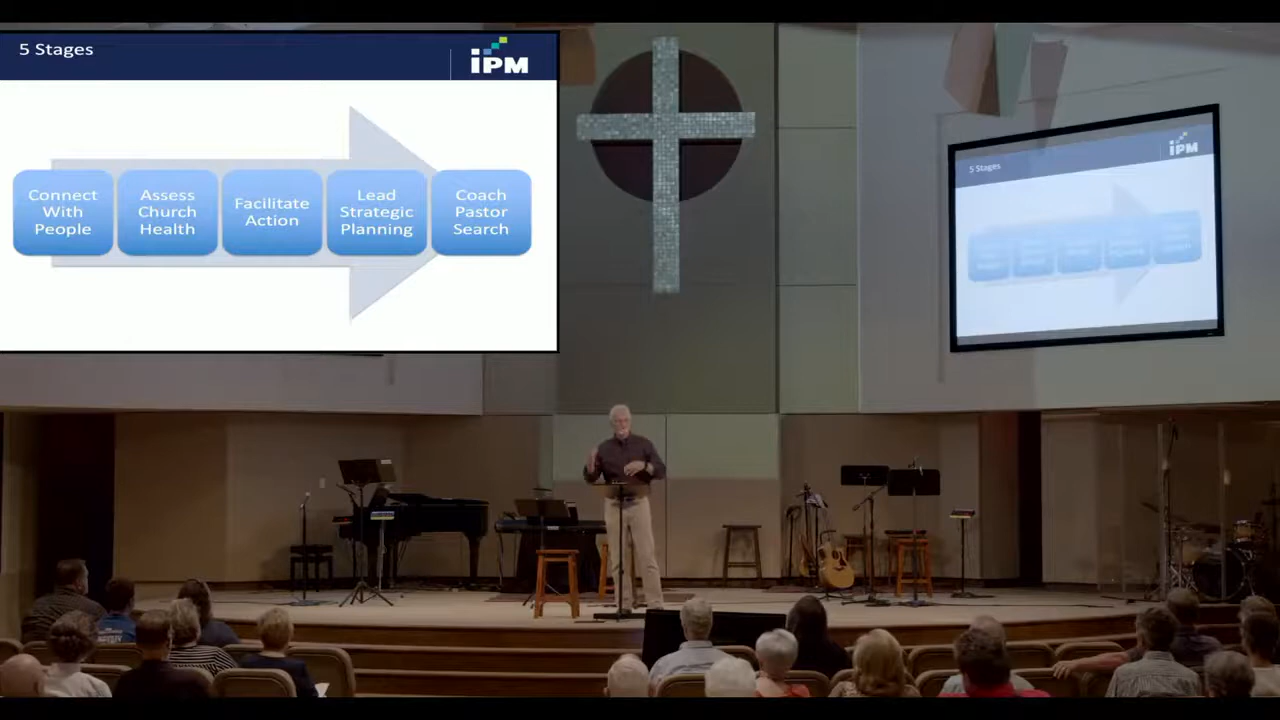 5 Stages
iPM
Connect
With
People
Assess
Church
Health
Facilitate
Action
Lead
Strategic
Planning
Coach
Pastor
Search
5 Stages
iPM